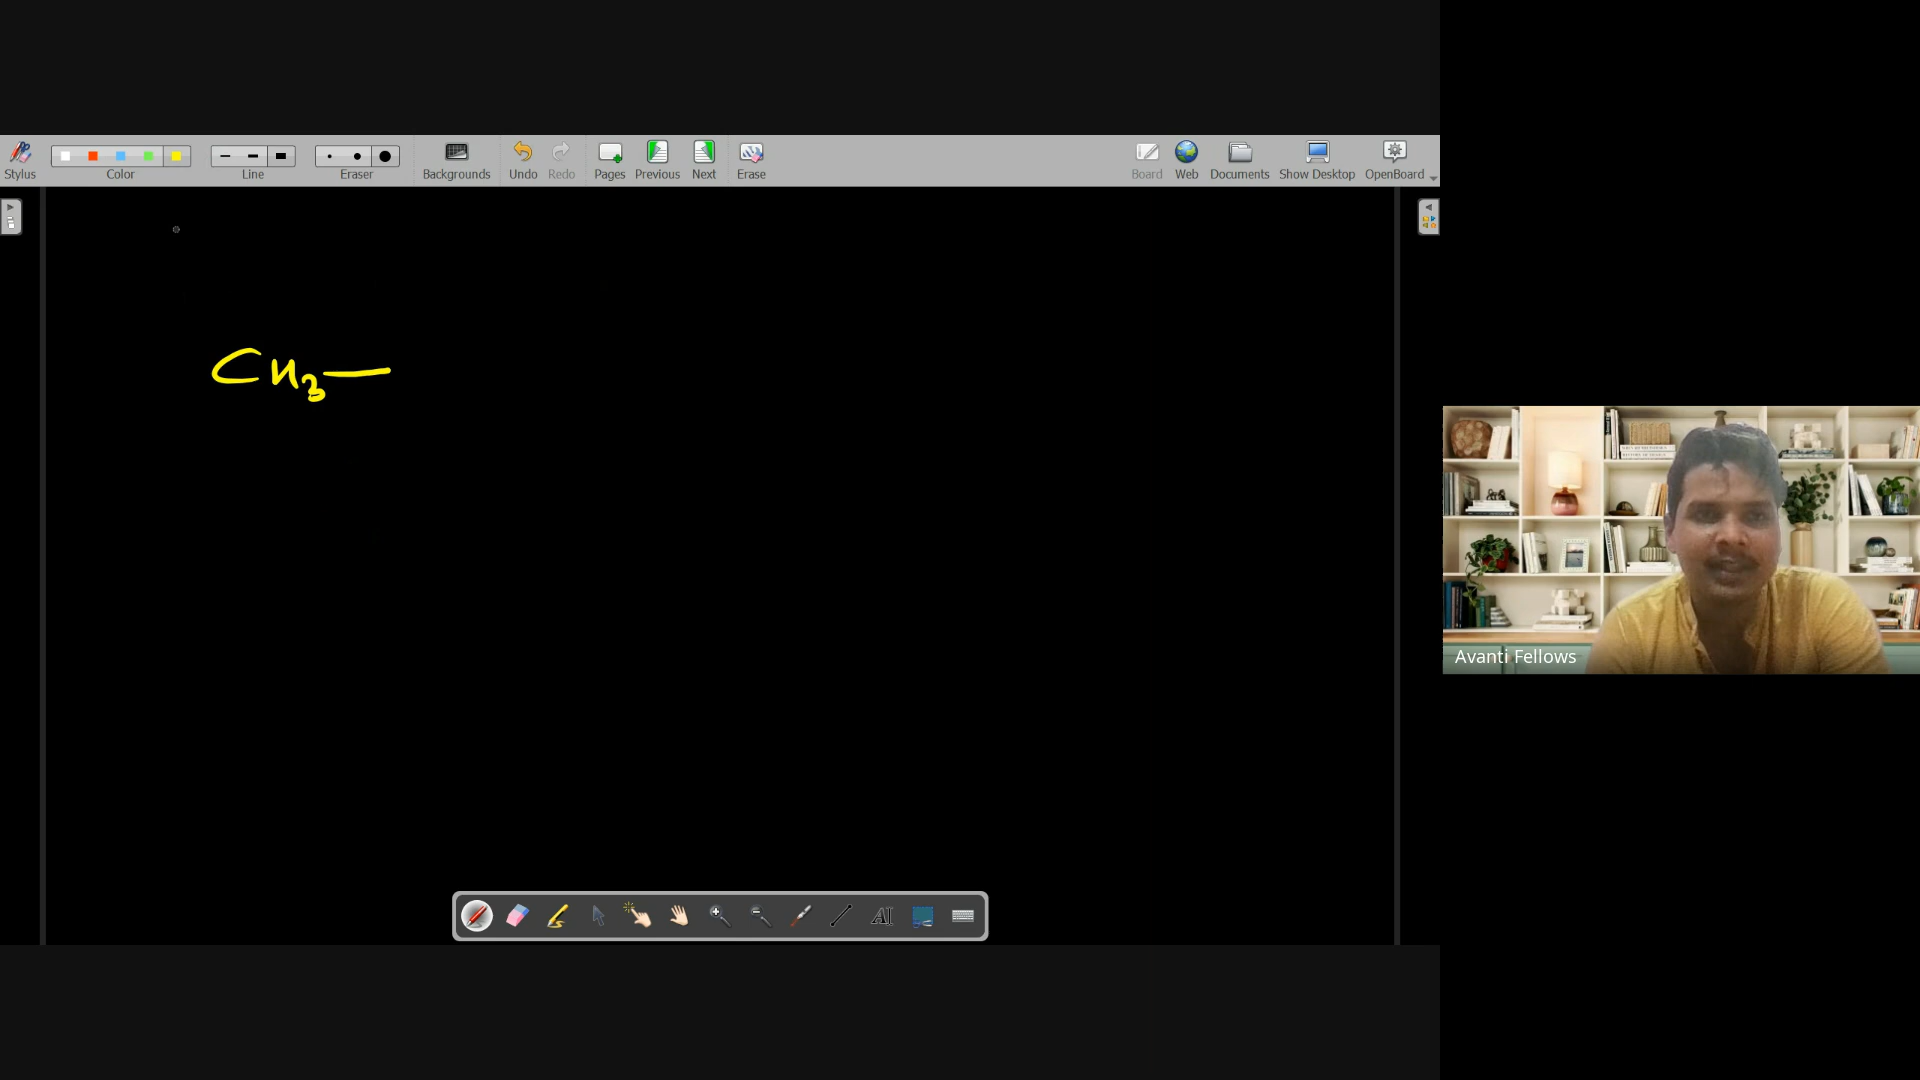 Stylus Color Line Eraser Backgrounds Undo Redo Pages Previous Next Erase Board Web Documents Show Desktop OpenBoard
CH3—
Avanti Fellows